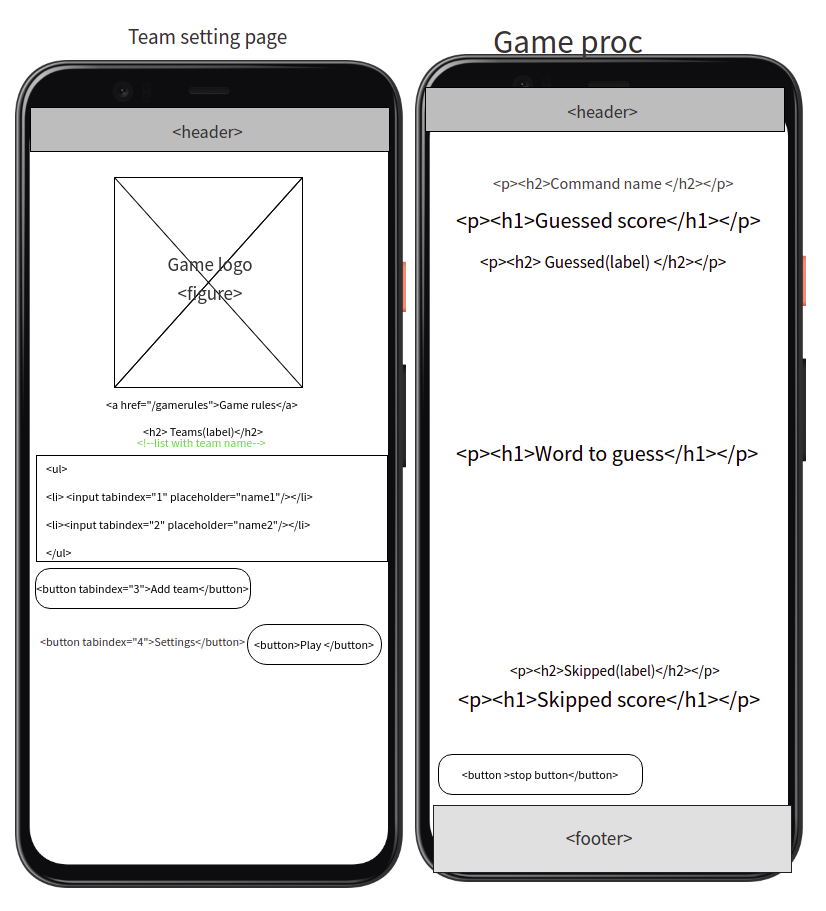 Team setting page
<header>
Game logo
<figure>
<a href="/gamerules">Game rules</a>
<h2> Teams(label)</h2>
<!--list with team name-->
<ul>
<li> <input tabindex="1" placeholder="name1"/></li>
<li><input tabindex="2" placeholder="name2"/></li>
</ul>
<button tabindex="3">Add team</button>
<button tabindex="4">Settings</button>
<button>Play </button>
Game proc
<header>
<p><h2>Command name </h2></p>
<p><h1>Guessed score</h1></p>
<p><h2> Guessed(label) </h2></p>
<p><h1>Word to guess</h1></p>
<p><h2>Skipped(label)</h2></p>
<p><h1>Skipped score</h1></p>
<button >stop button</button>
<footer>